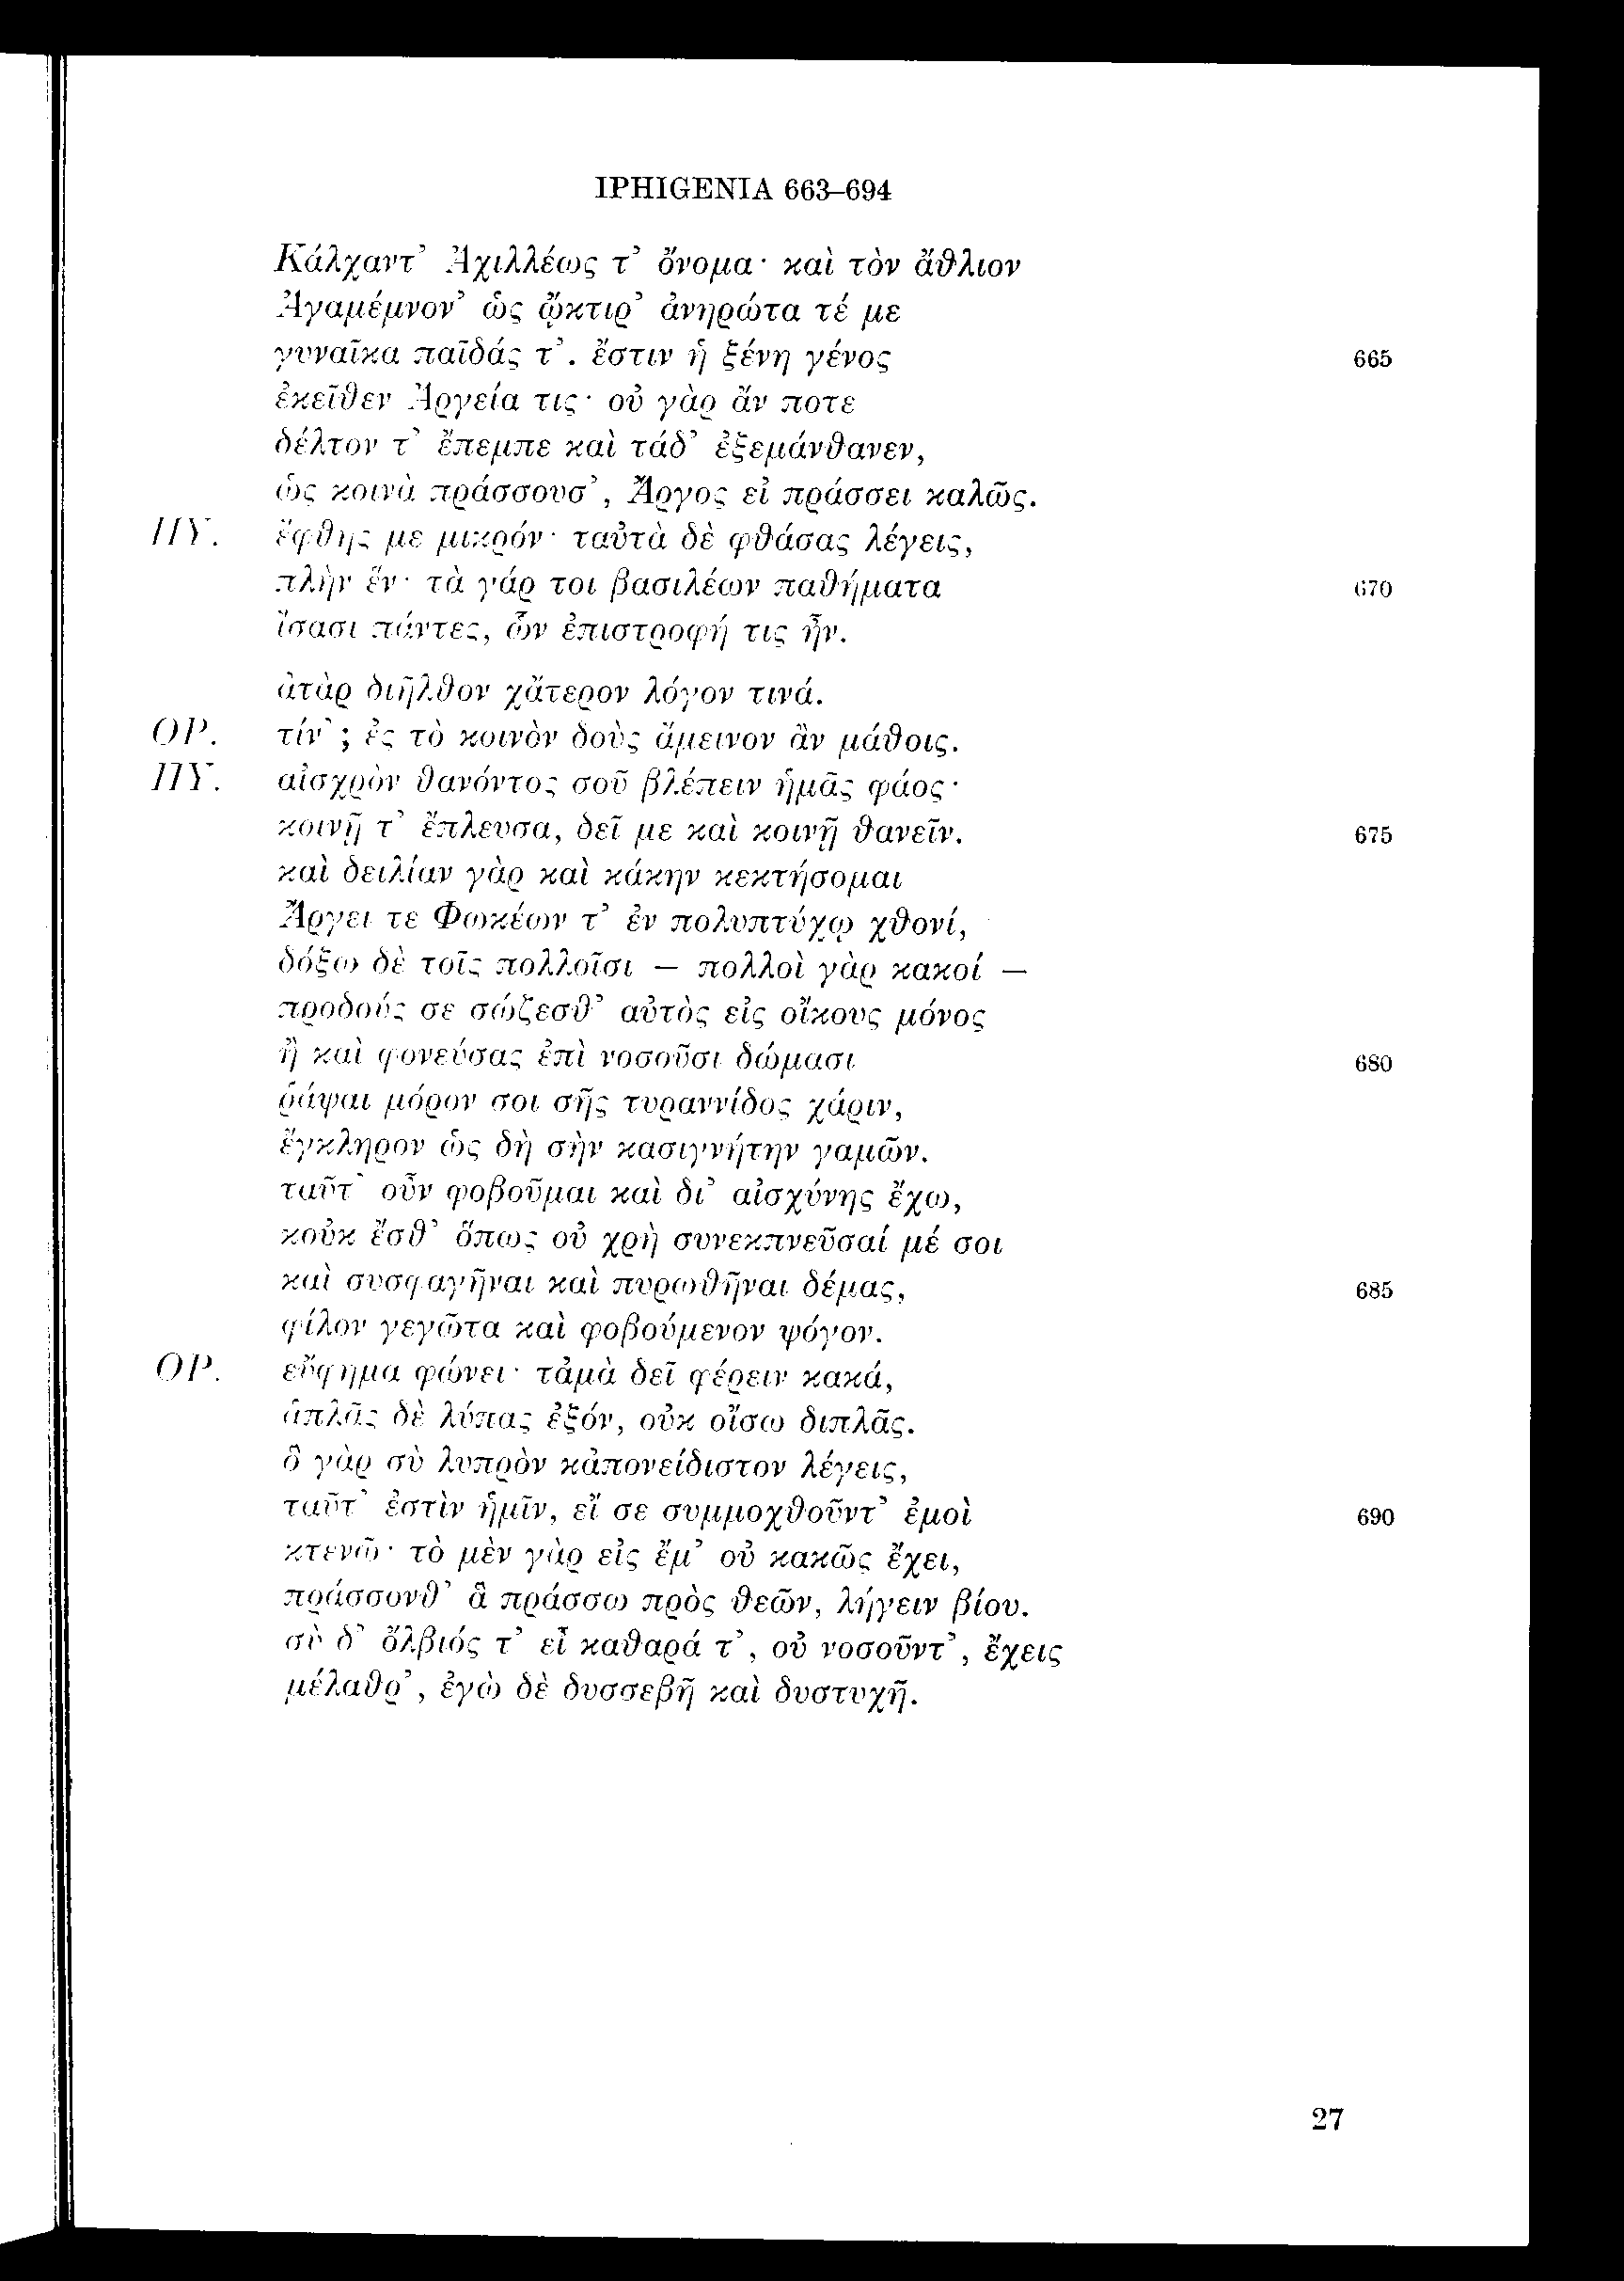 IPHIGENIA 663–694
Κάλχαντ’ Ἀχιλλέως τ’ ὄνομα· καὶ τὸν ἄθλιον
Ἀγαμέμνον’ ὡς ᾤκτιρ’ ἀνηρώτα τέ με
γυναῖκα παῖδάς τ’. ἔστιν ἡ ξένη γένος 665
ἐκεῖθεν Ἀργεία τις· οὐ γὰρ ἄν ποτε
δέλτον τ’ ἔπεμπε καὶ τάδ’ ἐξεμάνθανεν,
ὡς κοινὰ πράσσουσ’, Ἄργος εἰ πράσσει καλῶς.
ΠΥ. ἔφθης με μικρόν· ταὐτὰ δὲ φθάσας λέγεις,
πλὴν ἕν· τὰ γάρ τοι βασιλέων παθήματα 670
ἴσασι πάντες, ὧν ἐπιστροφή τις ἦν.
ἀτὰρ διῆλθον χἄτερον λόγον τινά.
ΟΡ. τίν’; ἐς τὸ κοινὸν δοὺς ἄμεινον ἂν μάθοις.
ΠΥ. αἰσχρὸν θανόντος σοῦ βλέπειν ἡμᾶς φάος·
κοινῇ τ’ ἔπλευσα, δεῖ με καὶ κοινῇ θανεῖν. 675
καὶ δειλίαν γὰρ καὶ κάκην κεκτήσομαι
Ἄργει τε Φωκέων τ’ ἐν πολυπτύχῳ χθονί,
δόξω δὲ τοῖς πολλοῖσι — πολλοὶ γὰρ κακοί —
προδούς σε σώζεσθ’ αὐτὸς εἰς οἴκους μόνος
ἢ καὶ φονεύσας ἐπὶ νοσοῦσι δώμασι 680
ῥάψαι μόρον σοι σῆς τυραννίδος χάριν,
ἔγκληρον ὡς δὴ σὴν κασιγνήτην γαμῶν.
ταῦτ’ οὖν φοβοῦμαι καὶ δι’ αἰσχύνης ἔχω,
κοὐκ ἔσθ’ ὅπως οὐ χρὴ συνεκπνεῦσαί μέ σοι
καὶ συσφαγῆναι καὶ πυρωθῆναι δέμας, 685
φίλον γεγῶτα καὶ φοβούμενον ψόγον.
ΟΡ. εὔφημα φώνει· τἀμὰ δεῖ φέρειν κακά,
ἁπλᾶς δὲ λύπας ἐξόν, οὐκ οἴσω διπλᾶς.
ὃ γὰρ σὺ λυπρὸν κἀπονείδιστον λέγεις,
ταῦτ’ ἐστὶν ἡμῖν, εἴ σε συμμοχθοῦντ’ ἐμοὶ 690
κτενῶ· τὸ μὲν γὰρ εἰς ἔμ’ οὐ κακῶς ἔχει,
πράσσονθ’ ἃ πράσσω πρὸς θεῶν, λήγειν βίου.
σὺ δ’ ὄλβιός τ’ εἶ καθαρά τ’, οὐ νοσοῦντ’, ἔχεις
μέλαθρ’, ἐγὼ δὲ δυσσεβῆ καὶ δυστυχῆ.
27